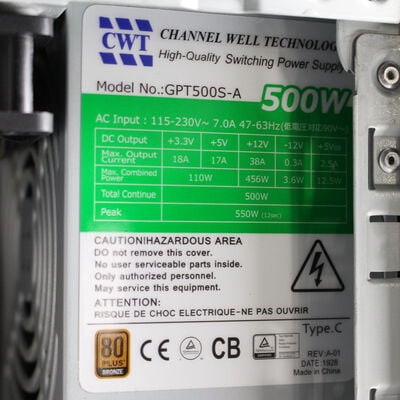 CWT
CHANNEL WELL TECHNOLOG
High-Quality Switching Power Supply
Model No.:GPT500S-A
500W
AC Input : 115-230V~ 7.0A 47-63Hz(低電圧対応90V~)
DC Output +3.3V +5V +12V -12V +5VSB
Max. Output Current 18A 17A 38A 0.3A 2.5A
Max. Combined Power 110W 456W 3.6W 12.5W
Total Continue 500W
Peak 550W (12sec)
CAUTION!HAZARDOUS AREA
DO not remove this cover.
No user serviceable parts inside.
Only authorized personnel.
May service this equipment.
ATTENTION:
RISQUE DE CHOC ELECTRIQUE-NE PAS OUVRIR
Type.C
80
PLUS
BRONZE
CE
CB
REV:A-01
DATE:1928
Made in China